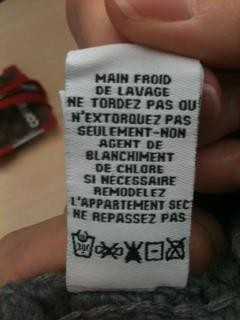 MAIN FROID
DE LAVAGE
NE TORDEZ PAS OU
N'EXTORQUEZ PAS
SEULEMENT-NON
AGENT DE
BLANCHIMENT
DE CHLORE
SI NECESSAIRE
REMODELEZ
L'APPARTEMENT SEC
NE REPASSEZ PAS